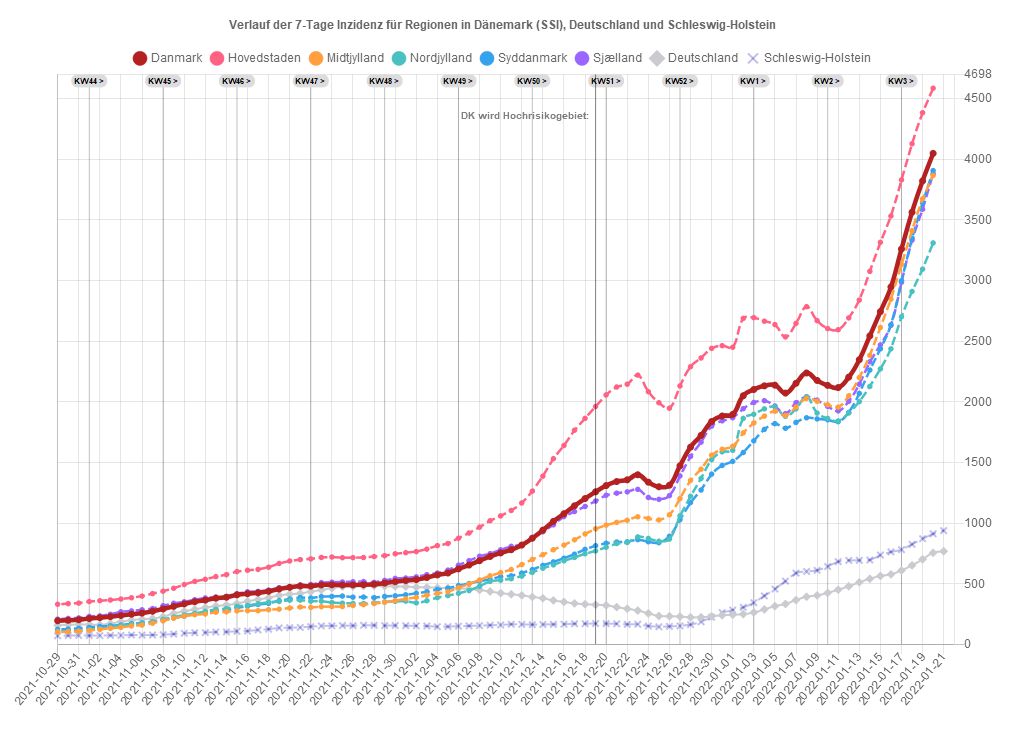 Verlauf der 7-Tage Inzidenz für Regionen in Dänemark (SSI), Deutschland und Schleswig-Holstein
Danmark Hovedstaden Midtjylland Nordjylland Syddanmark Sjælland Deutschland Schleswig-Holstein
KW44 > KW45 > KW46 > KW47 > KW48 > KW49 > KW50 > KW51 > KW52 > KW1 > KW2 > KW3 >
DK wird Hochrisikogebiet:
4698
4500
4000
3500
3000
2500
2000
1500
1000
500
0
2021-10-29 2021-10-31 2021-11-02 2021-11-04 2021-11-06 2021-11-08 2021-11-10 2021-11-12 2021-11-14 2021-11-16 2021-11-18 2021-11-20 2021-11-22 2021-11-24 2021-11-26 2021-11-28 2021-11-30 2021-12-02 2021-12-04 2021-12-06 2021-12-08 2021-12-10 2021-12-12 2021-12-14 2021-12-16 2021-12-18 2021-12-20 2021-12-22 2021-12-24 2021-12-26 2021-12-28 2021-12-30 2022-01-01 2022-01-03 2022-01-05 2022-01-07 2022-01-09 2022-01-11 2022-01-13 2022-01-15 2022-01-17 2022-01-19 2022-01-21